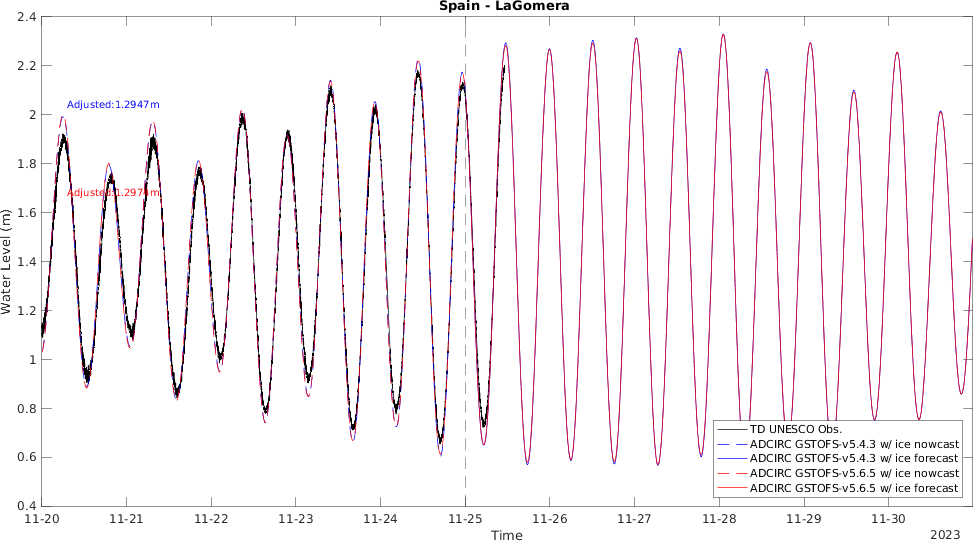 Spain - LaGomera
2.4
2.2
2
1.8
1.6
1.4
1.2
1
0.8
0.6
0.4
Water Level (m)
Adjusted:1.2947m
TD UNESCO Obs.
ADCIRC GSTOFS-v5.4.3 w/ ice nowcast
ADCIRC GSTOFS-v5.4.3 w/ ice forecast
ADCIRC GSTOFS-v5.6.5 w/ ice nowcast
ADCIRC GSTOFS-v5.6.5 w/ ice forecast
11-20
11-21
11-22
11-23
11-24
11-25
11-26
11-27
11-28
11-29
11-30
Time
2023